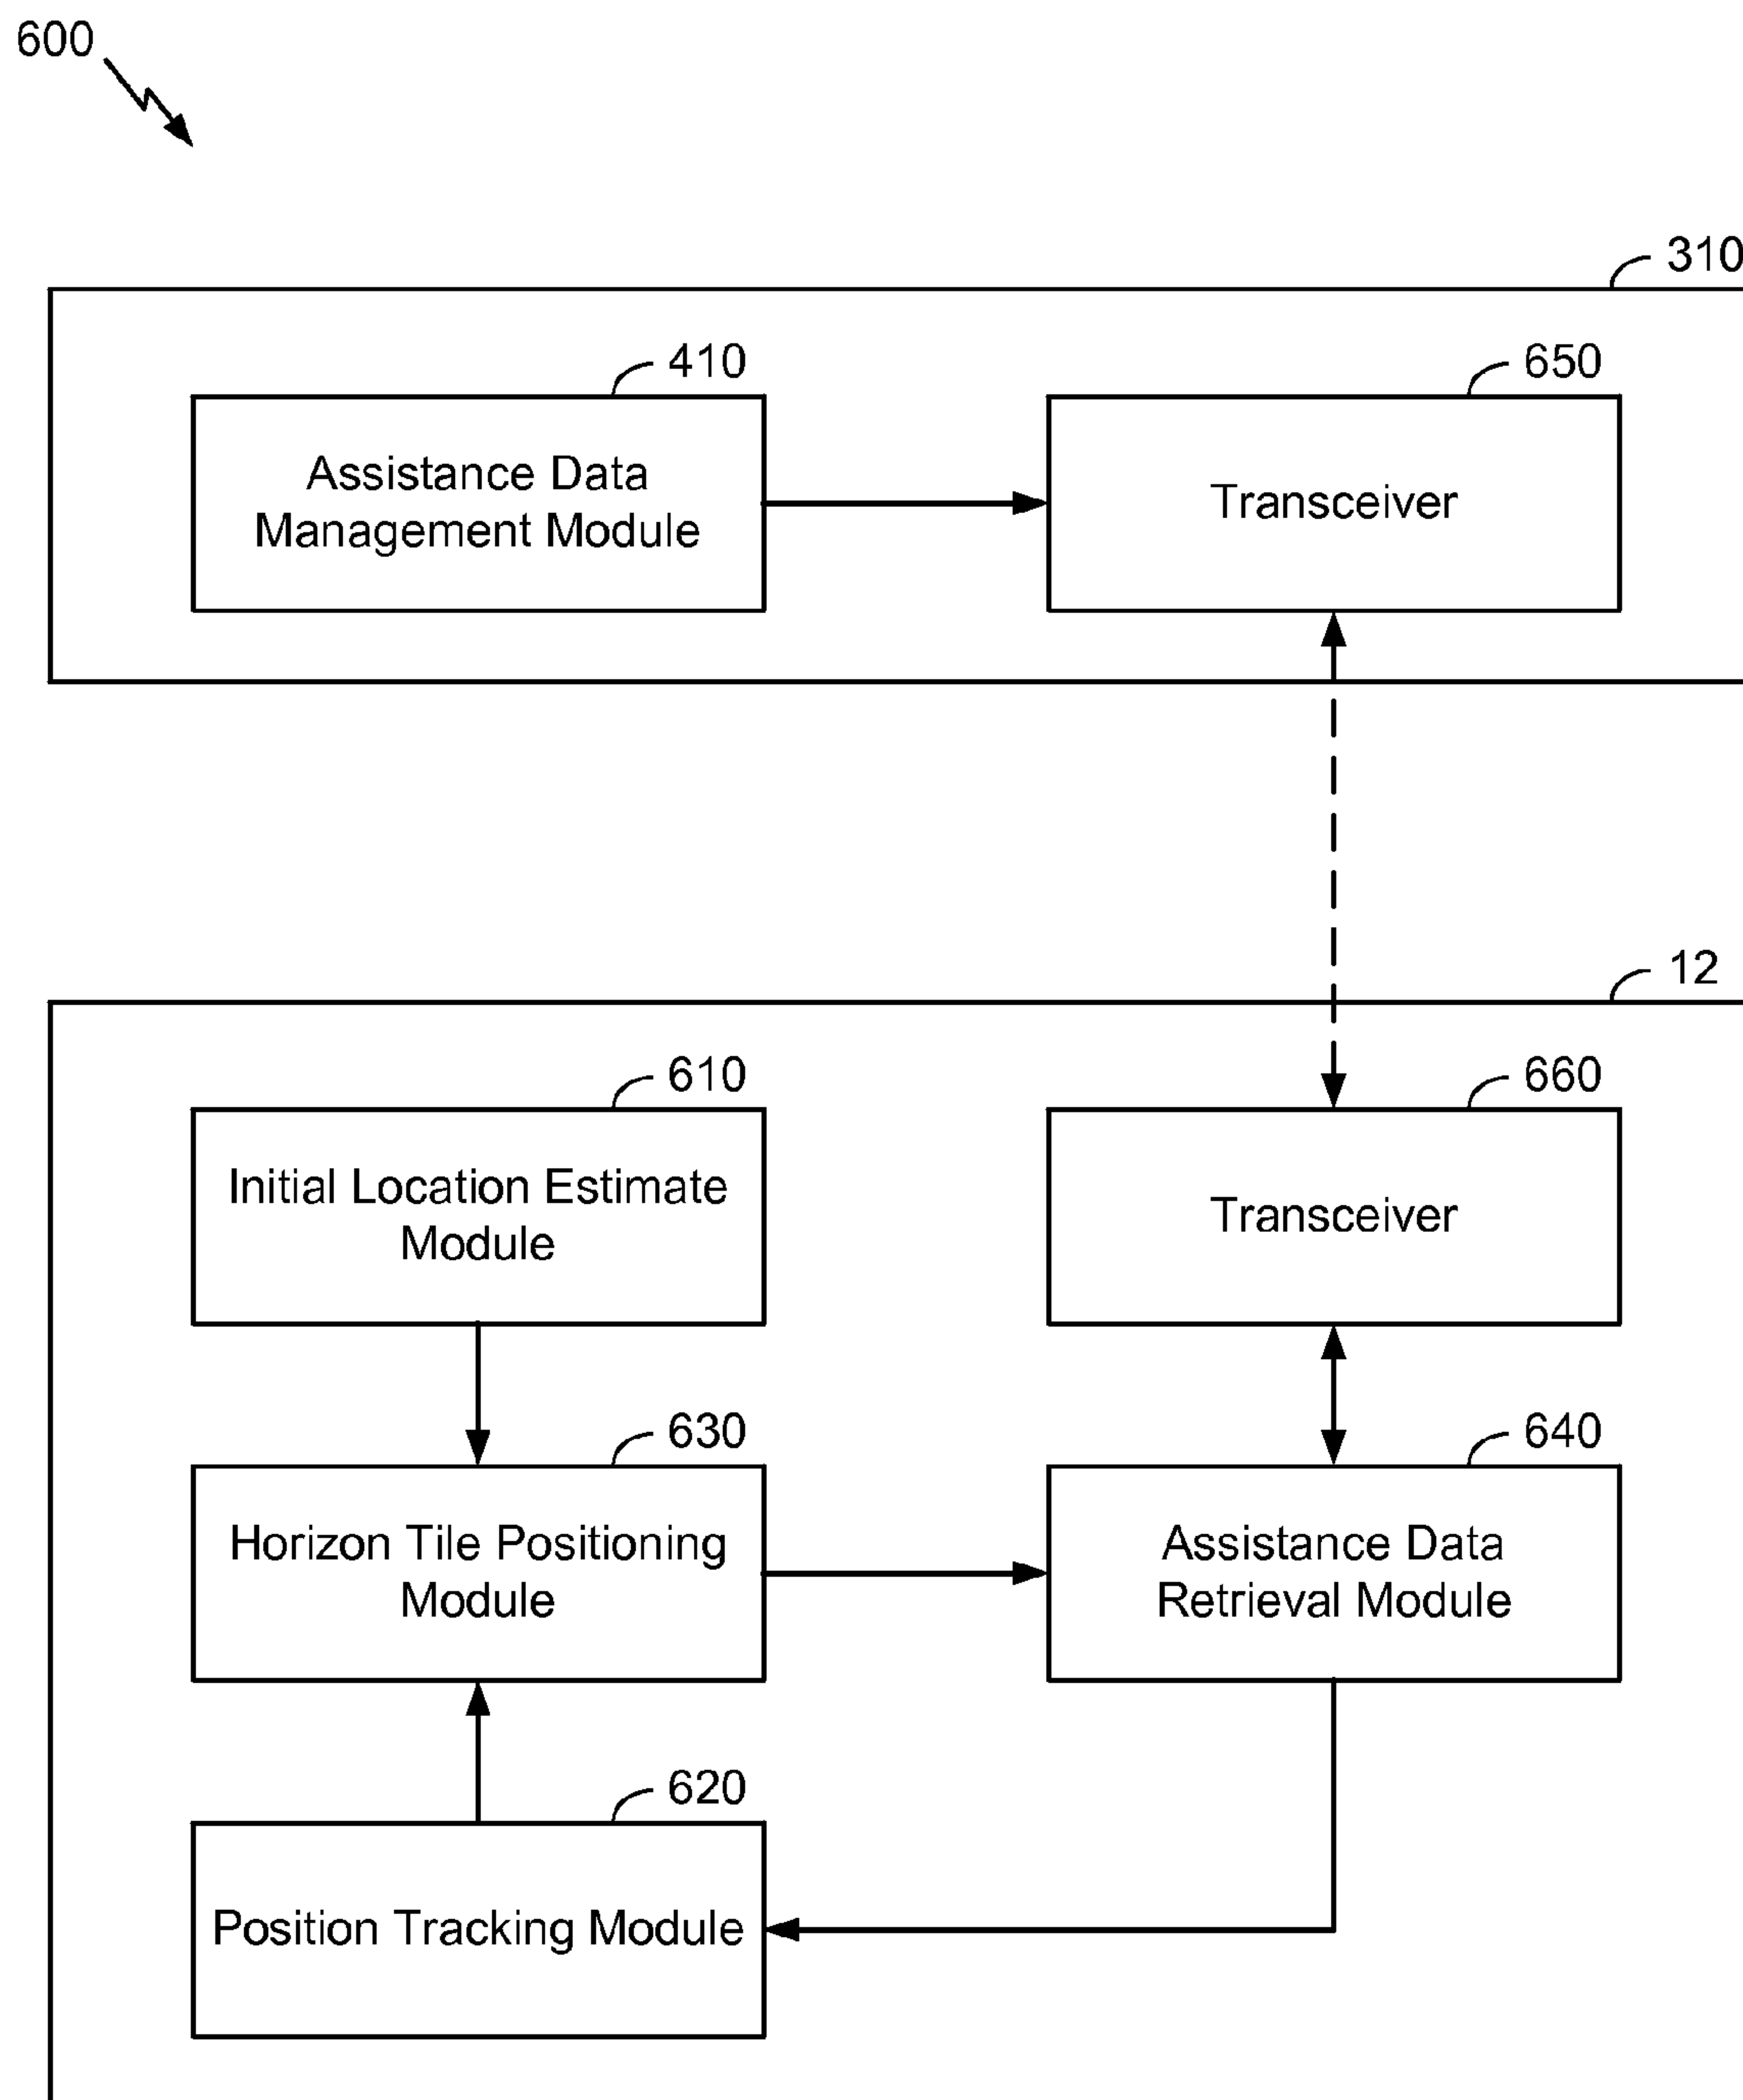 600
310
410
650
Assistance Data
Management Module
Transceiver
12
610
660
Initial Location Estimate
Module
Transceiver
630
640
Horizon Tile Positioning
Module
Assistance Data
Retrieval Module
620
Position Tracking Module